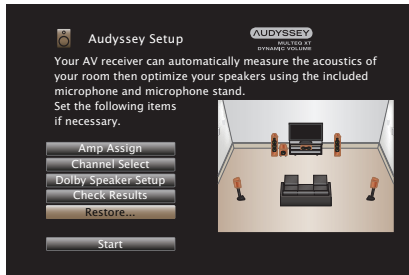 Audyssey Setup
AUDYSSEY
MULTEQ XT
DYNAMIC VOLUME
Your AV receiver can automatically measure the acoustics of
your room then optimize your speakers using the included
microphone and microphone stand.
Set the following items
if necessary.
Amp Assign
Channel Select
Dolby Speaker Setup
Check Results
Restore...
Start